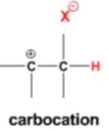 X⊖
⊕
C—C—H
carbocation